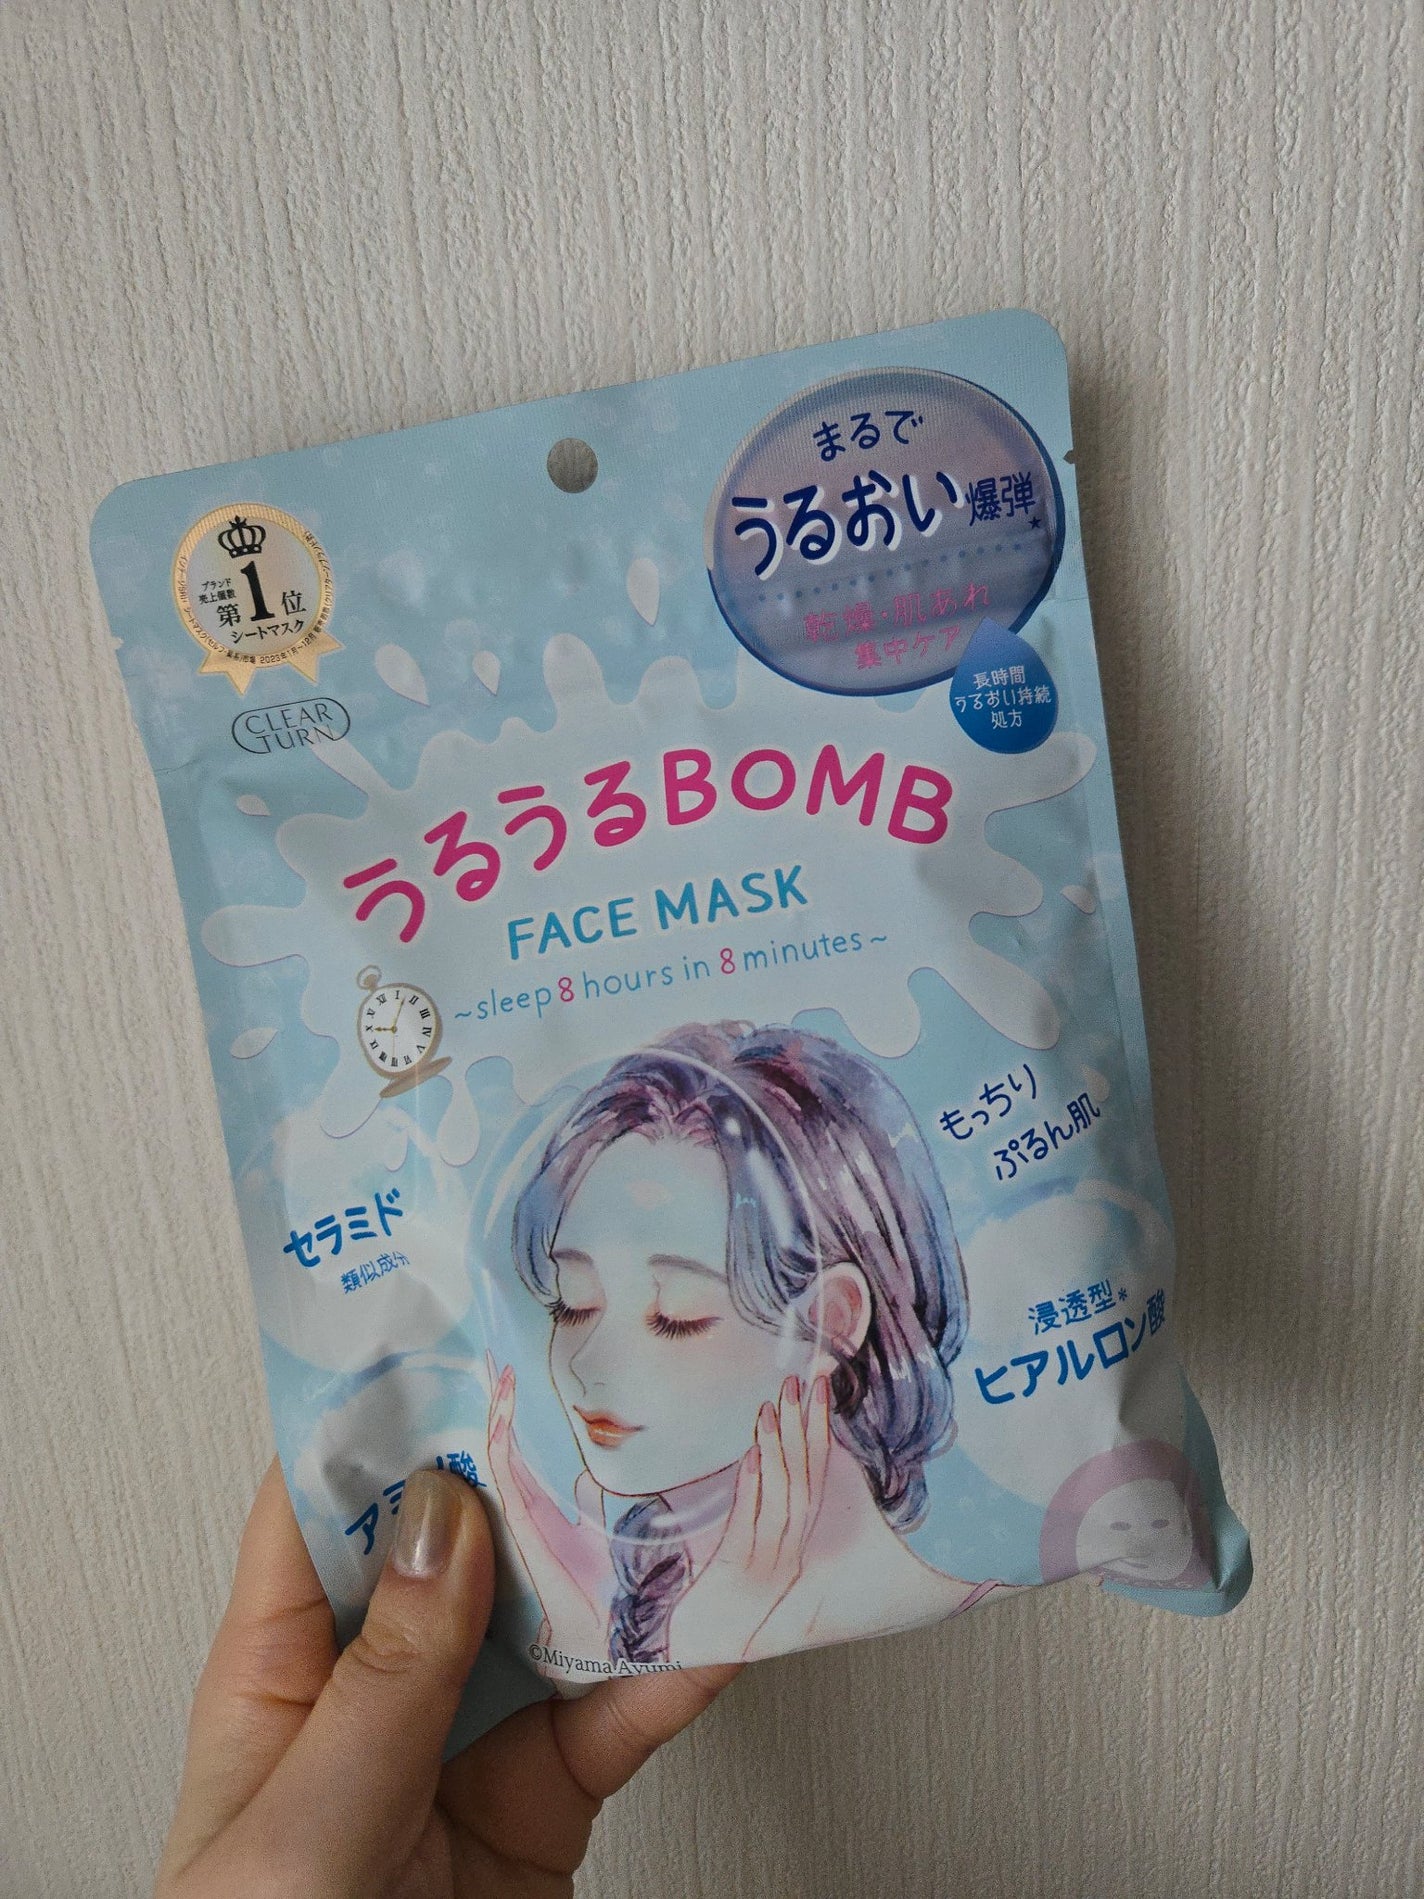 まるで
うるおい爆弾★
乾燥・肌あれ
集中ケア
長時間
うるおい持続
処方
ブランド
売上個数
第1位
シートマスク
CLEAR
TURN
うるうるBOMB
FACE MASK
~sleep 8 hours in 8 minutes~
もっちり
ぷるん肌
セラミド
類似成分
浸透型*
ヒアルロン酸
©Miyama Ayumi